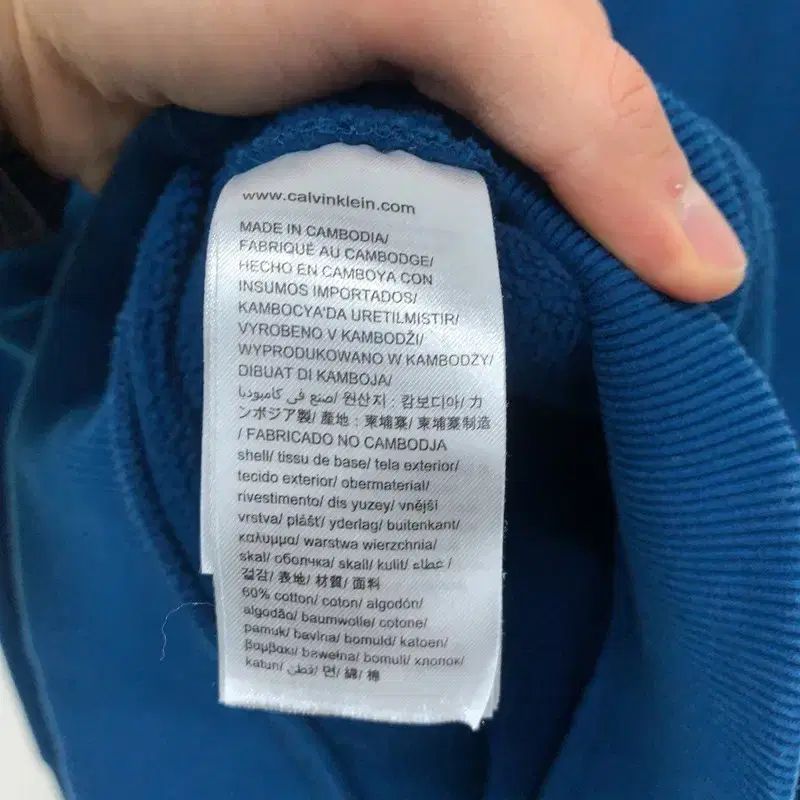 www.calvinklein.com
MADE IN CAMBODIA/
FABRIQUÉ AU CAMBODGE/
HECHO EN CAMBOYA CON
INSUMOS IMPORTADOS/
KAMBOCYA'DA URETILMISTIR/
VYROBENO V KAMBODŽI/
WYPRODUKOWANO W KAMBODZY/
DIBUAT DI KAMBOJA/
صنع في كامبوديا/ 원산지 : 캄보디아/ カ
ンボジア製/ 產地 : 柬埔寨/ 柬埔寨制造
/ FABRICADO NO CAMBODJA
shell/ tissu de base/ tela exterior/
tecido exterior/ obermaterial/
rivestimento/ dis yuzey/ vnější
vrstva/ plášť/ yderlag/ buitenkant/
καλυμμα/ warstwa wierzchnia/
skal/ оболчка/ skall/ kulit/ غطاء/
겉감/ 表地/ 材質/ 面料
60% cotton/ coton/ algodón/
algodão/ baumwolle/ cotone/
pamuk/ bavlna/ bomuld/ katoen/
βαμβακι/ bawełna/ bomull/ хлопок/
katun/ قطن/ 면/ 綿/ 棉